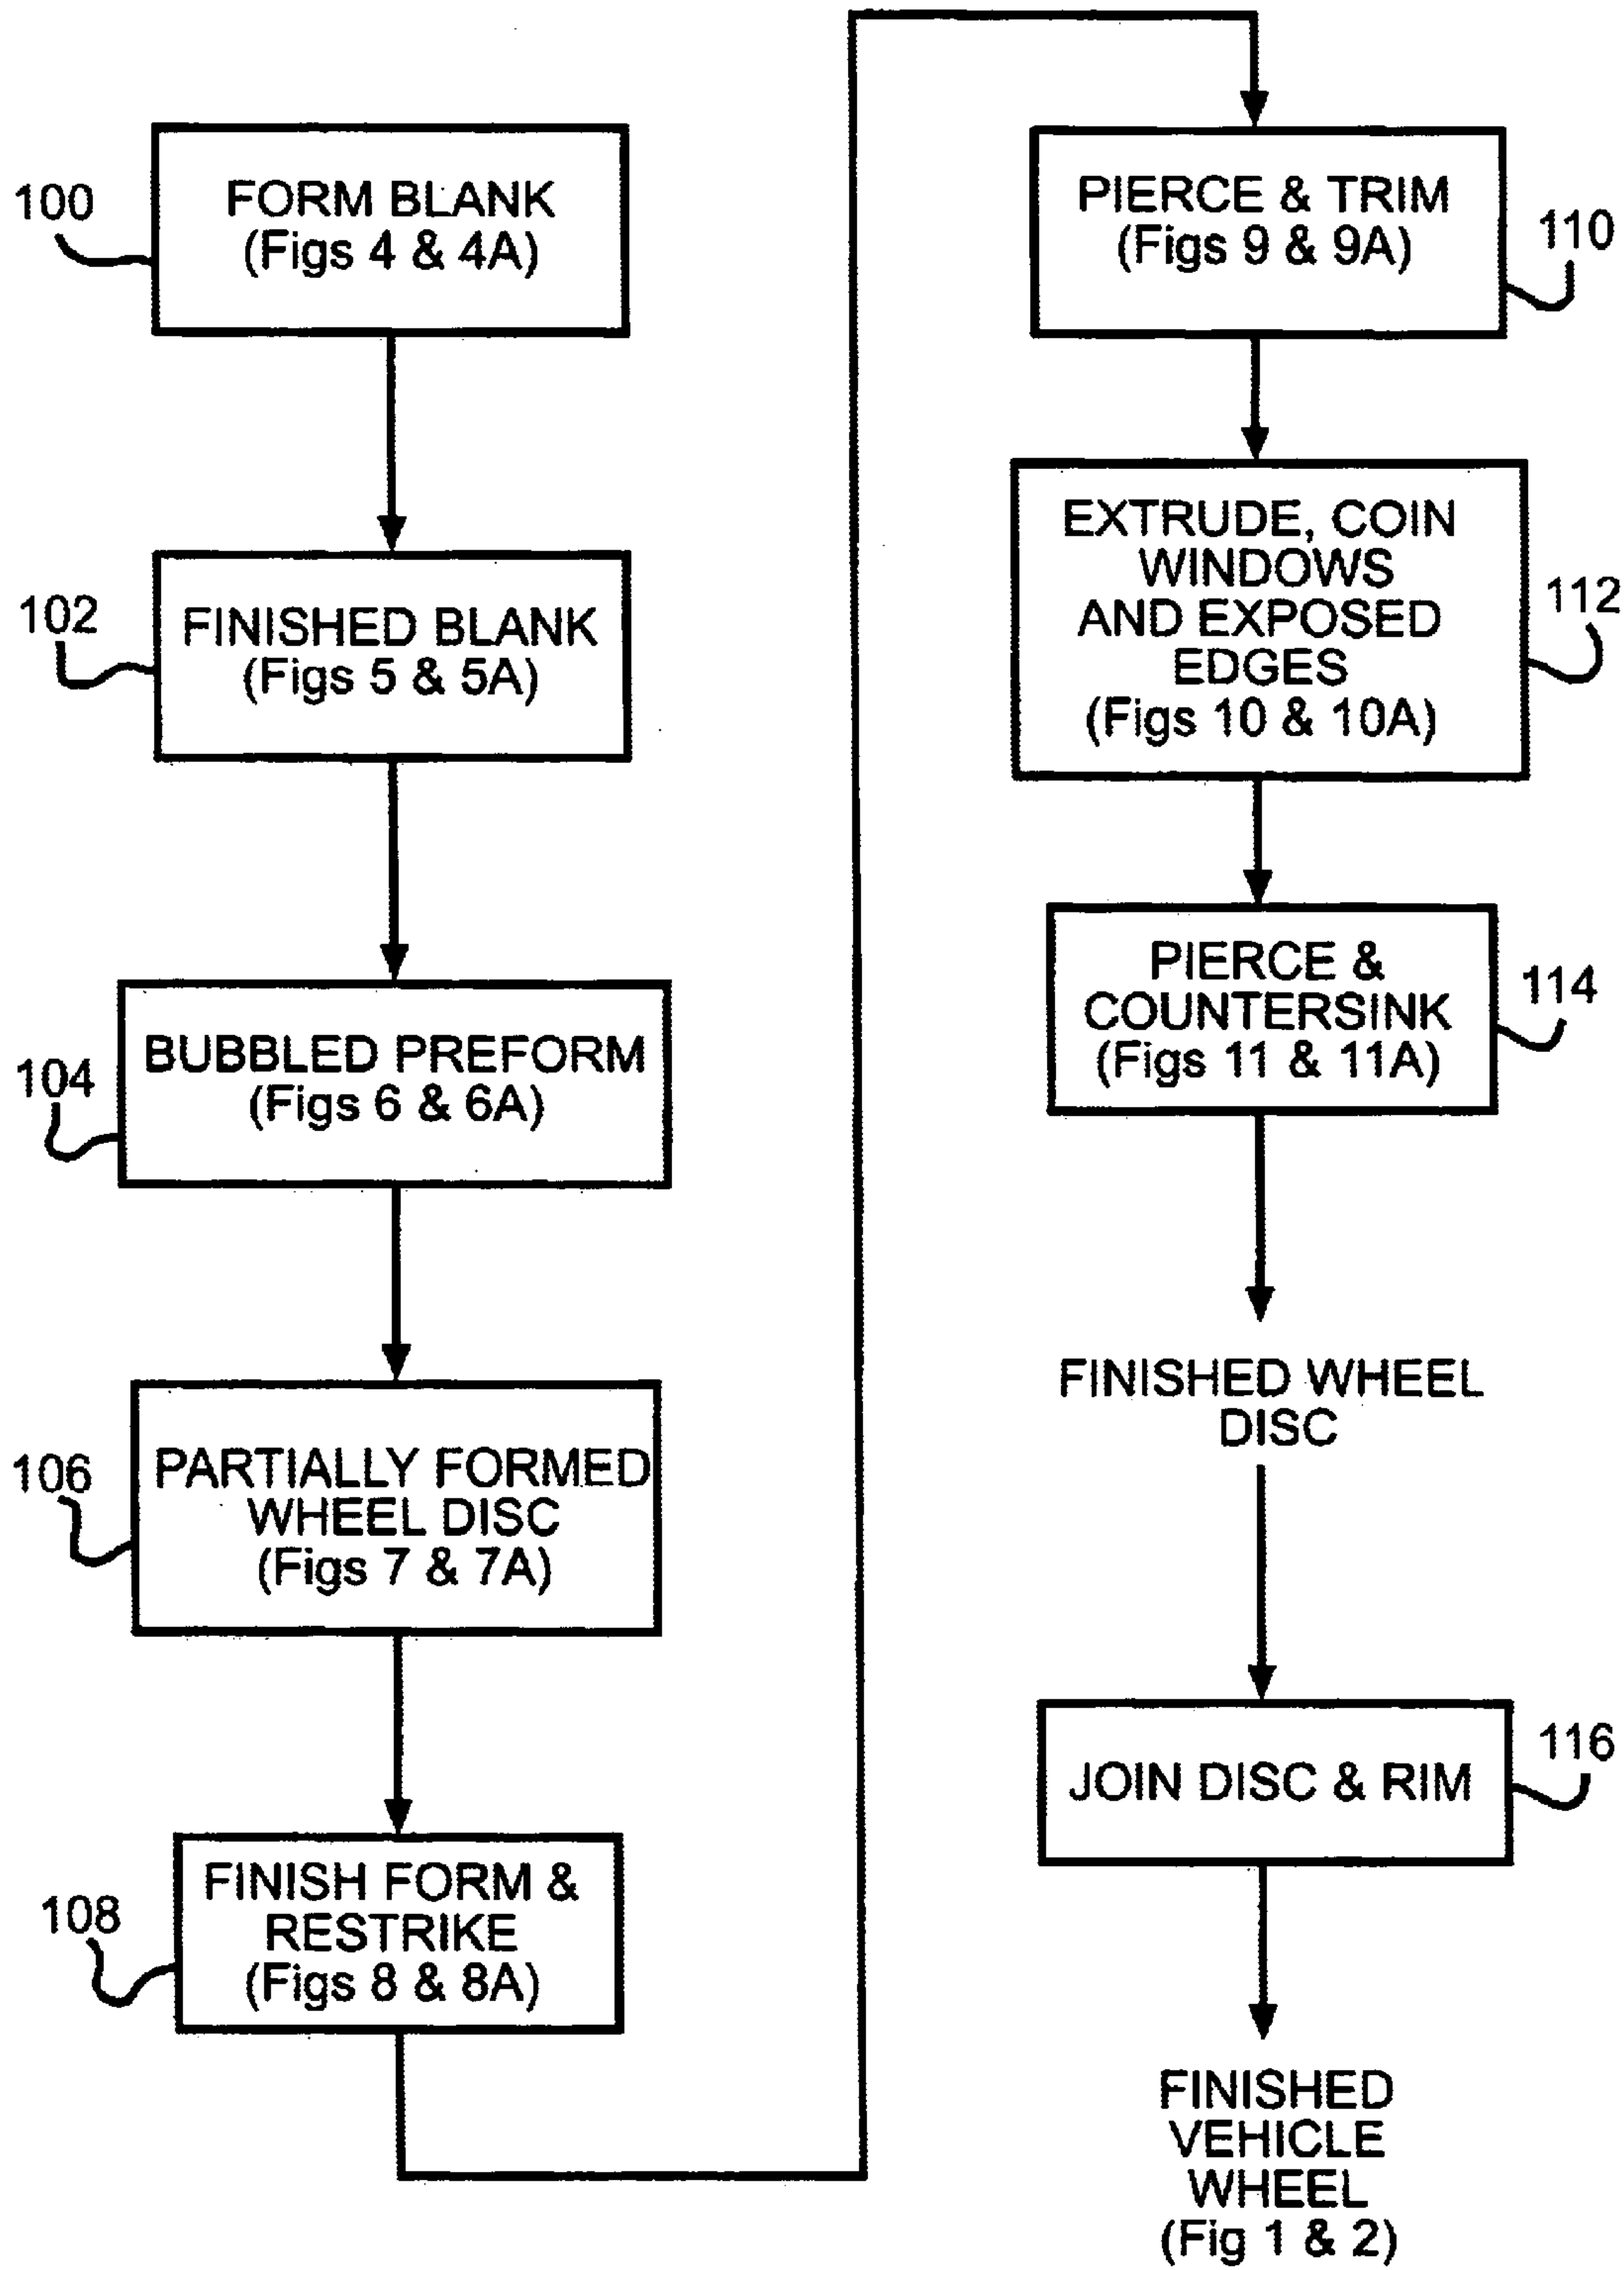 100
FORM BLANK
(Figs 4 & 4A)
102
FINISHED BLANK
(Figs 5 & 5A)
104
BUBBLED PREFORM
(Figs 6 & 6A)
106
PARTIALLY FORMED
WHEEL DISC
(Figs 7 & 7A)
108
FINISH FORM &
RESTRIKE
(Figs 8 & 8A)
PIERCE & TRIM
(Figs 9 & 9A)
110
EXTRUDE, COIN
WINDOWS
AND EXPOSED
EDGES
(Figs 10 & 10A)
112
PIERCE &
COUNTERSINK
(Figs 11 & 11A)
114
FINISHED WHEEL
DISC
JOIN DISC & RIM
116
FINISHED
VEHICLE
WHEEL
(Fig 1 & 2)